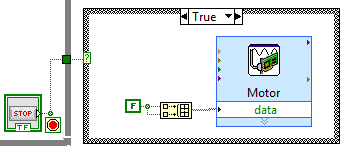 True
?
F
Motor
data
STOP
TF